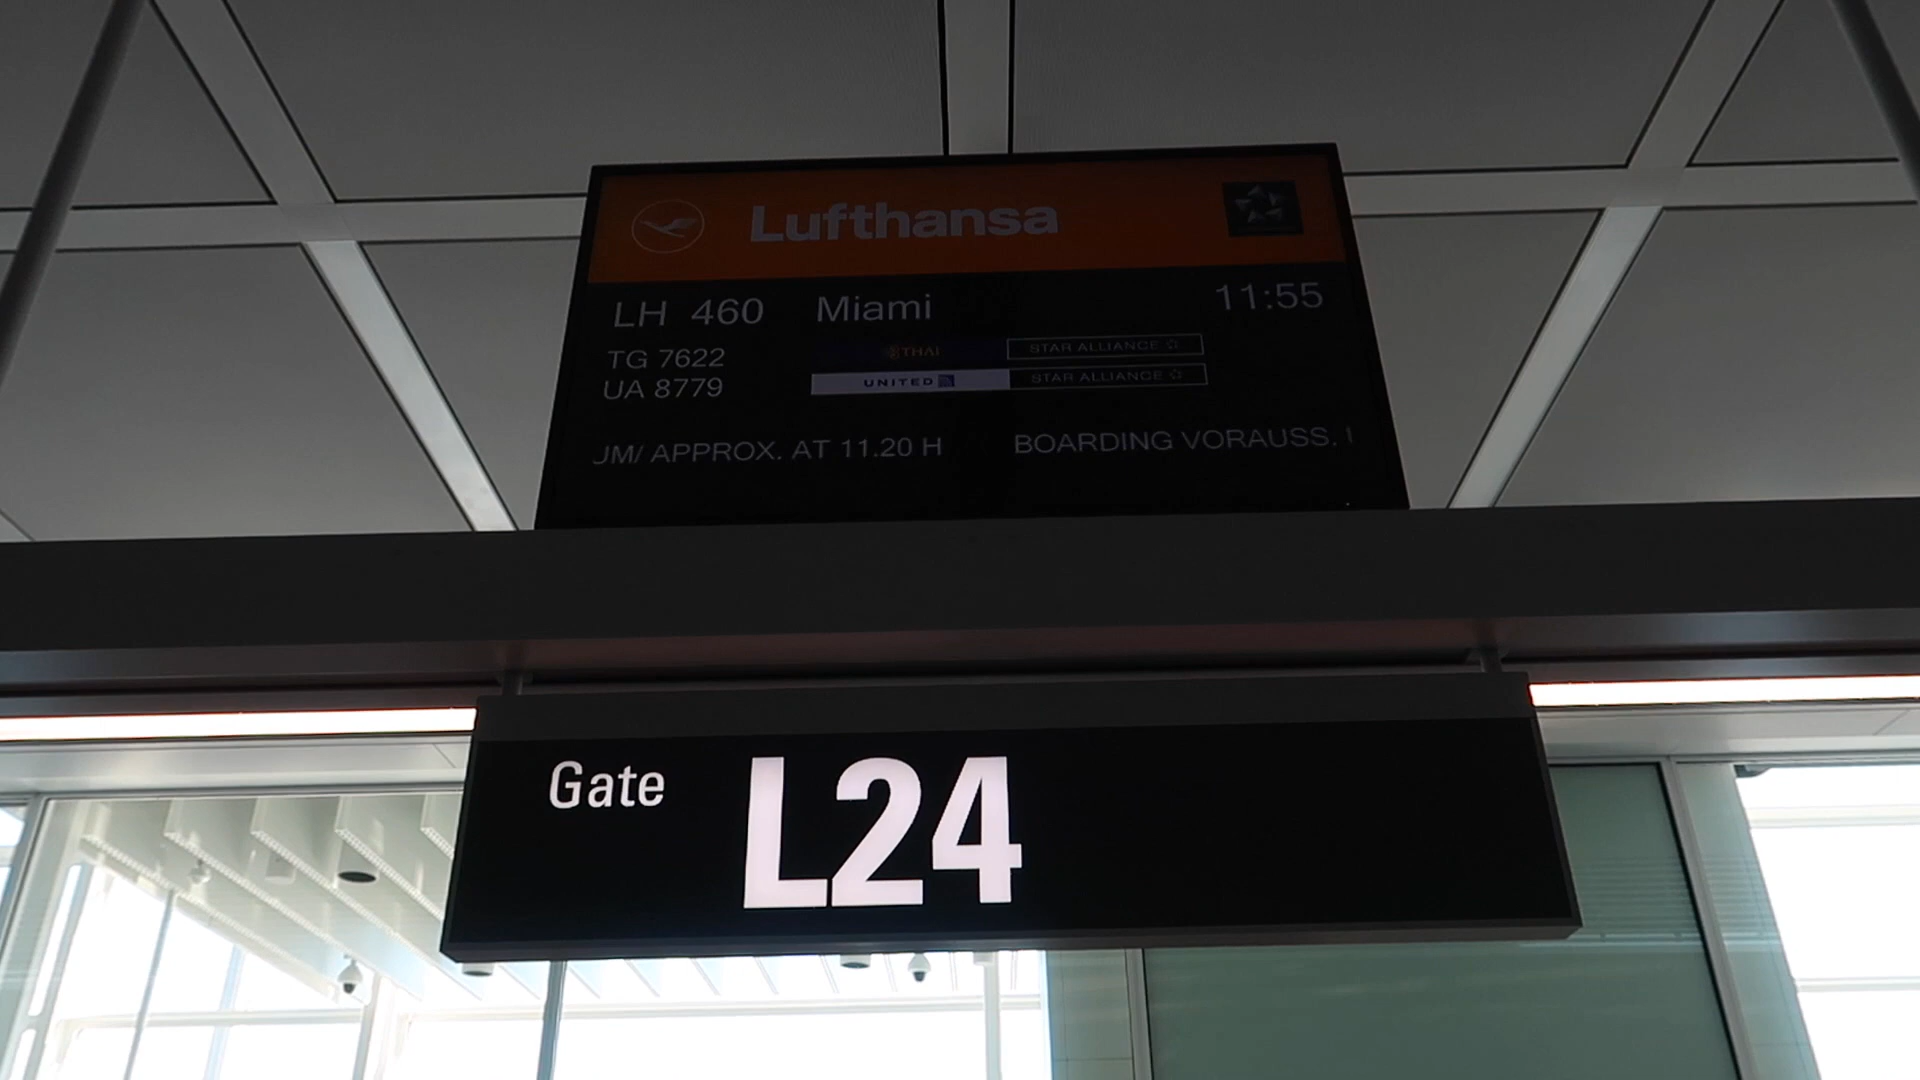 Lufthansa
LH 460 Miami 11:55
TG 7622 THAI STAR ALLIANCE
UA 8779 UNITED STAR ALLIANCE
UM/ APPROX. AT 11.20 H BOARDING VORAUSS.
Gate L24